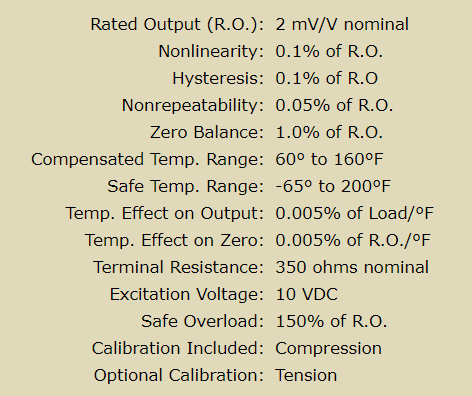 Rated Output (R.O.): 2 mV/V nominal
Nonlinearity: 0.1% of R.O.
Hysteresis: 0.1% of R.O
Nonrepeatability: 0.05% of R.O.
Zero Balance: 1.0% of R.O.
Compensated Temp. Range: 60º to 160ºF
Safe Temp. Range: -65º to 200ºF
Temp. Effect on Output: 0.005% of Load/ºF
Temp. Effect on Zero: 0.005% of R.O./ºF
Terminal Resistance: 350 ohms nominal
Excitation Voltage: 10 VDC
Safe Overload: 150% of R.O.
Calibration Included: Compression
Optional Calibration: Tension